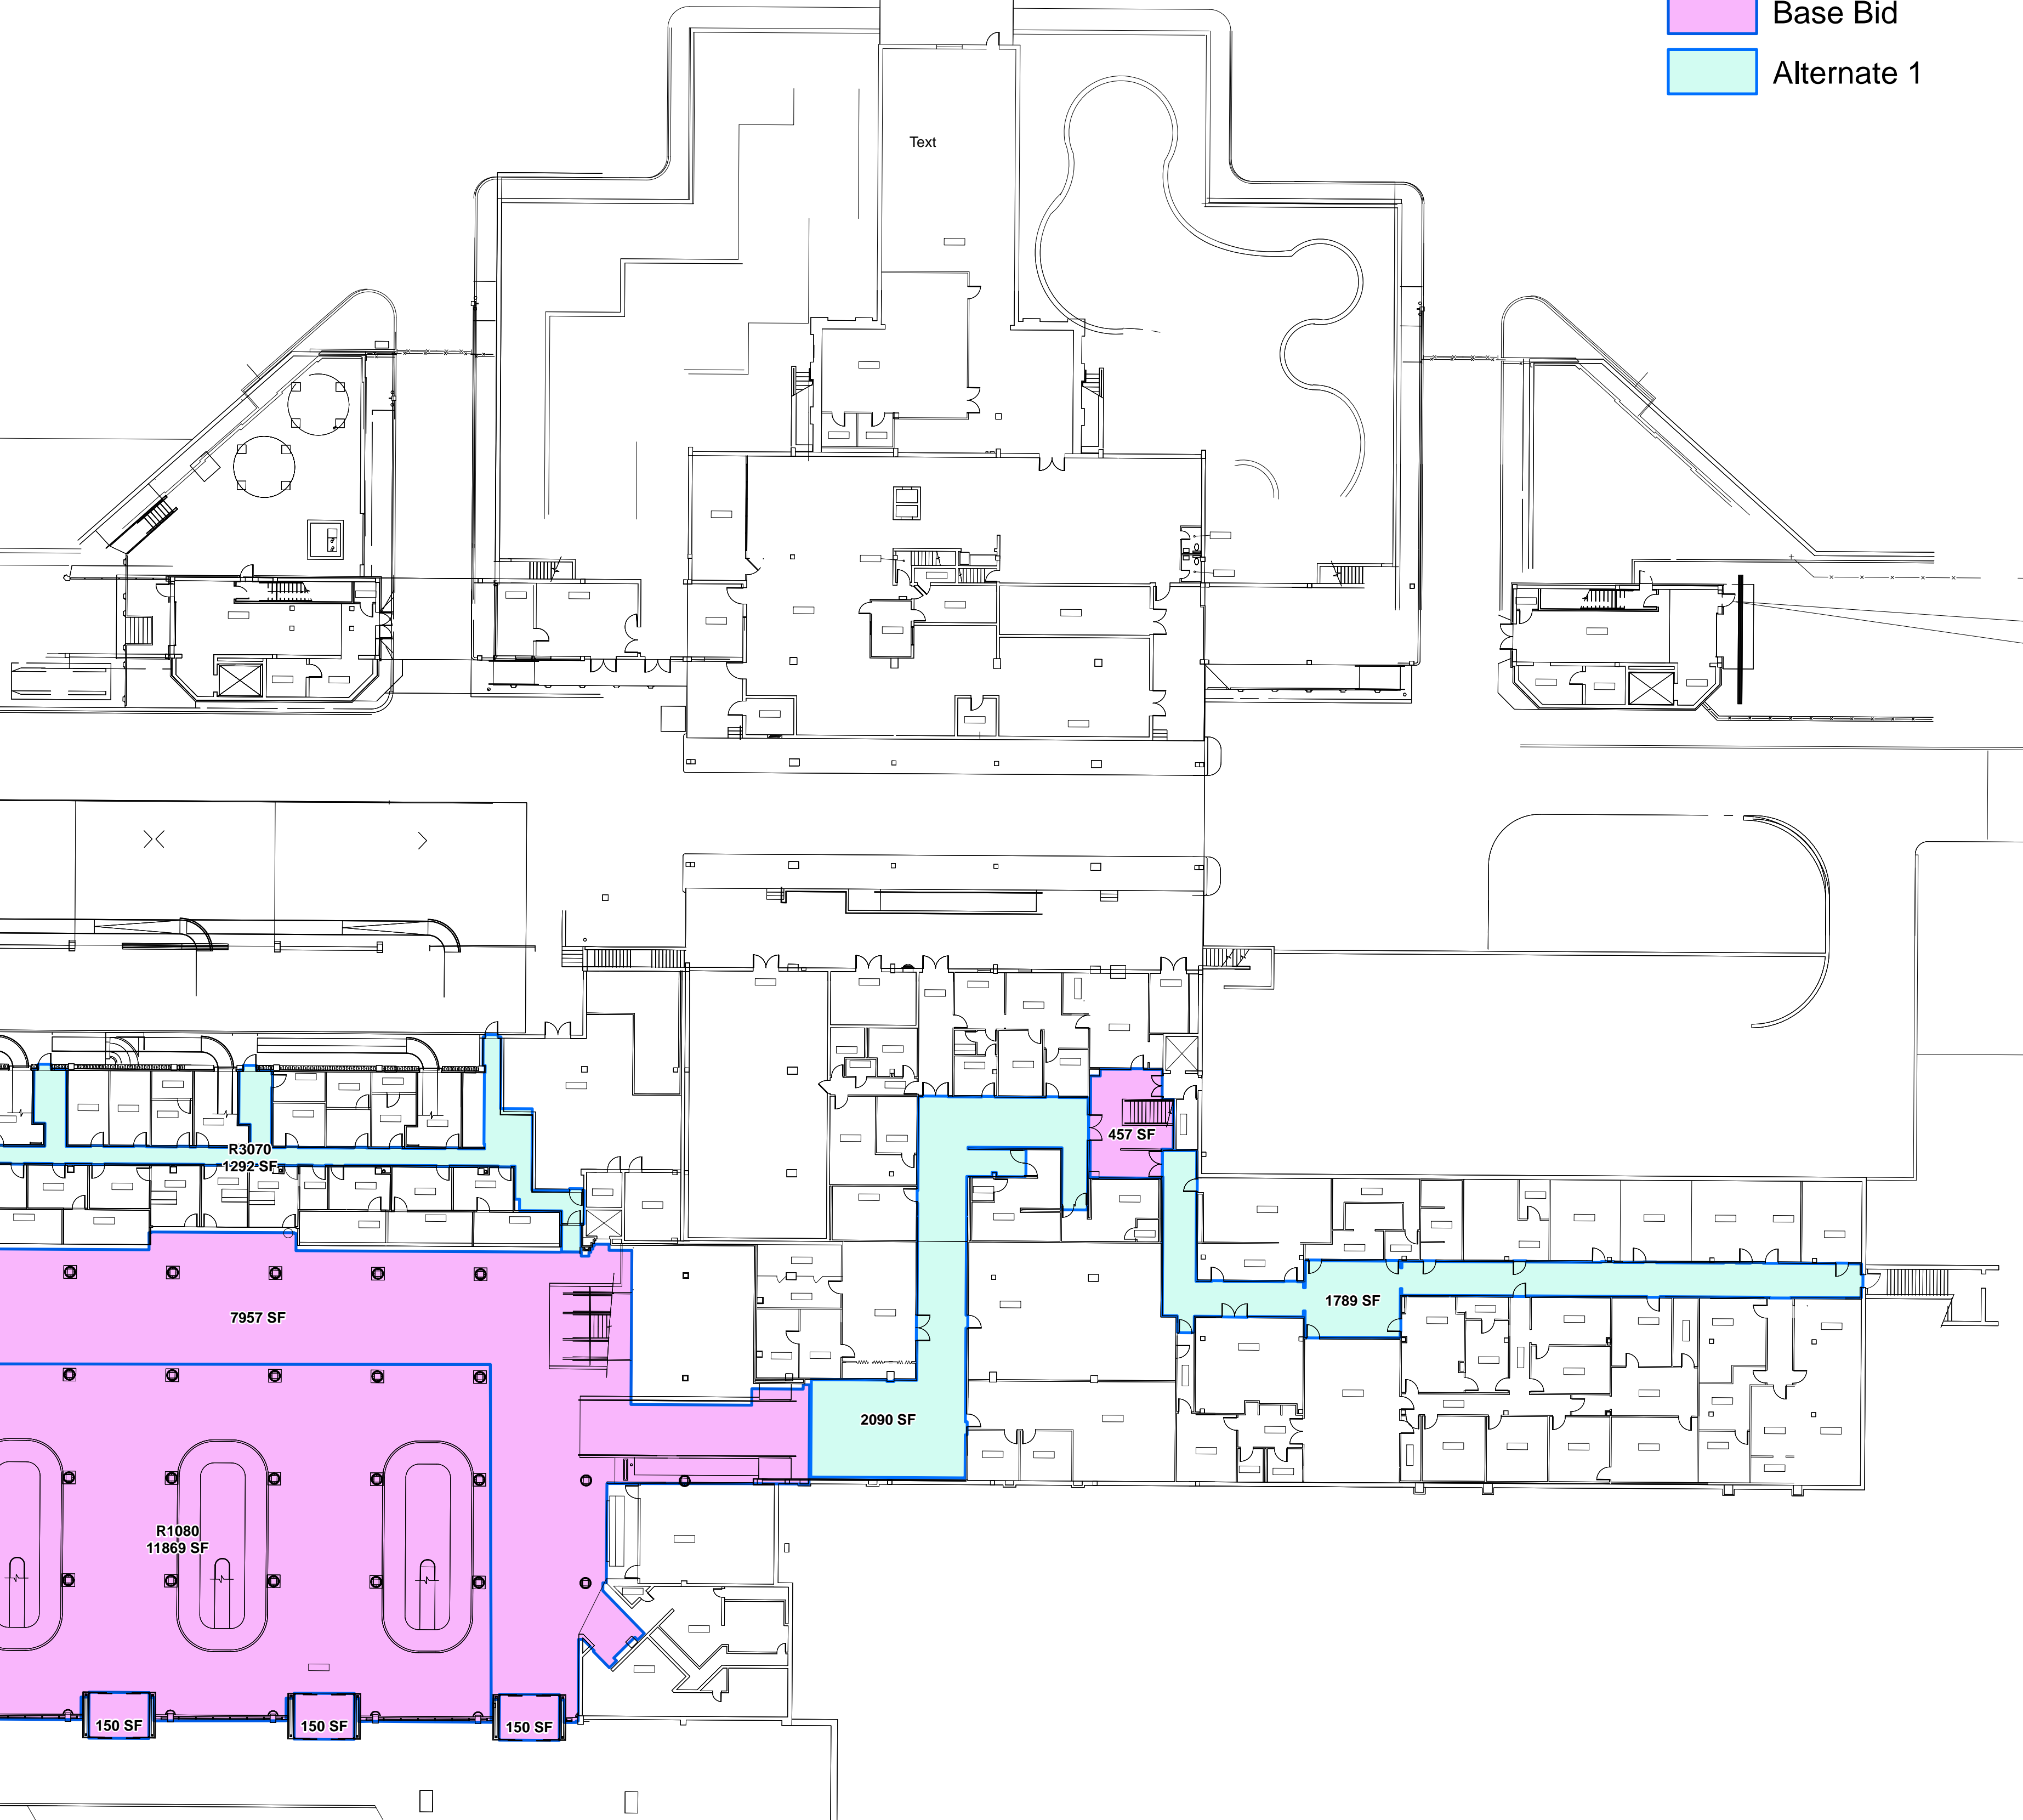 Base Bid
Alternate 1
Text
457 SF
R3070
1292 SF
1789 SF
7957 SF
2090 SF
R1080
11869 SF
150 SF
150 SF
150 SF